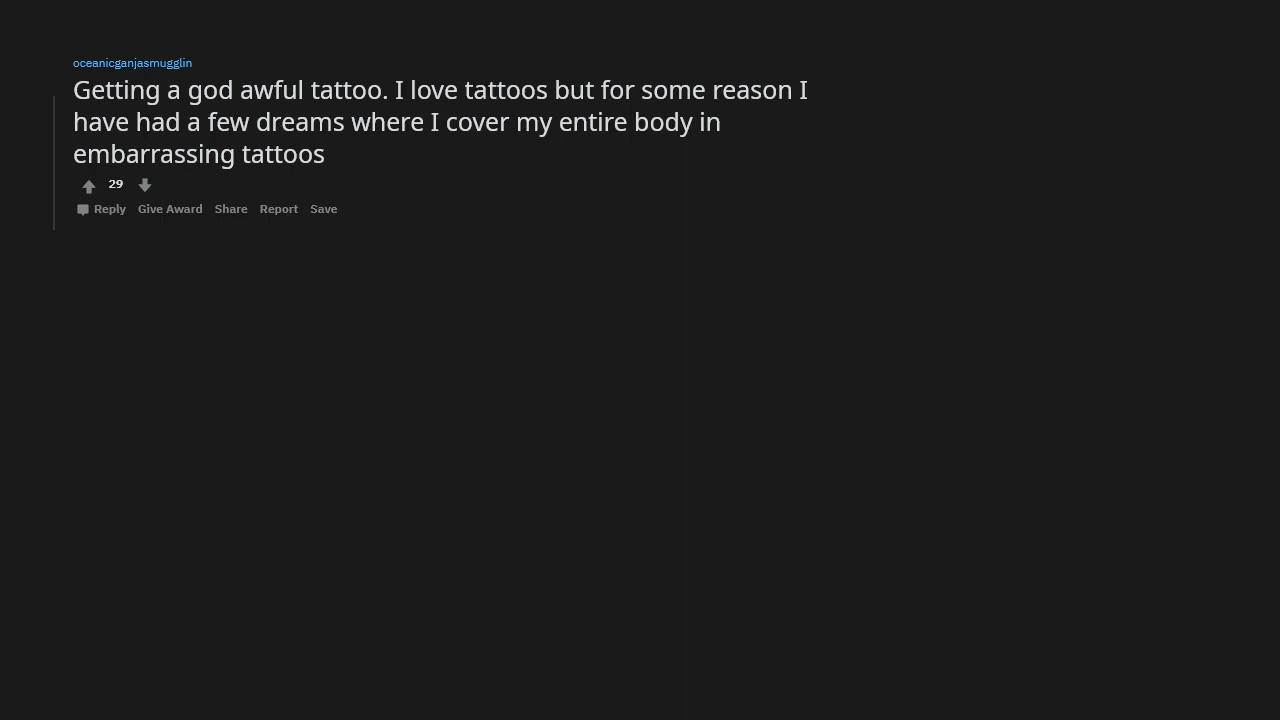 oceanicganjasmugglin
Getting a god awful tattoo. I love tattoos but for some reason I
have had a few dreams where I cover my entire body in
embarrassing tattoos
29
Reply Give Award Share Report Save